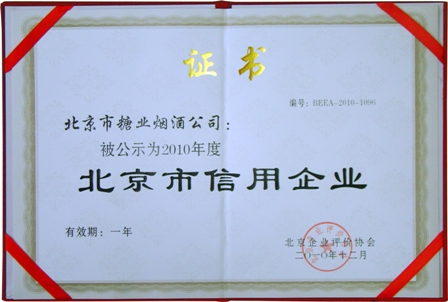 证书
编号：BEEA-2010-1096
北京市糖业烟酒公司：
被公示为2010年度
北京市信用企业
有效期：一年
北京企业评价协会
二〇一〇年十二月